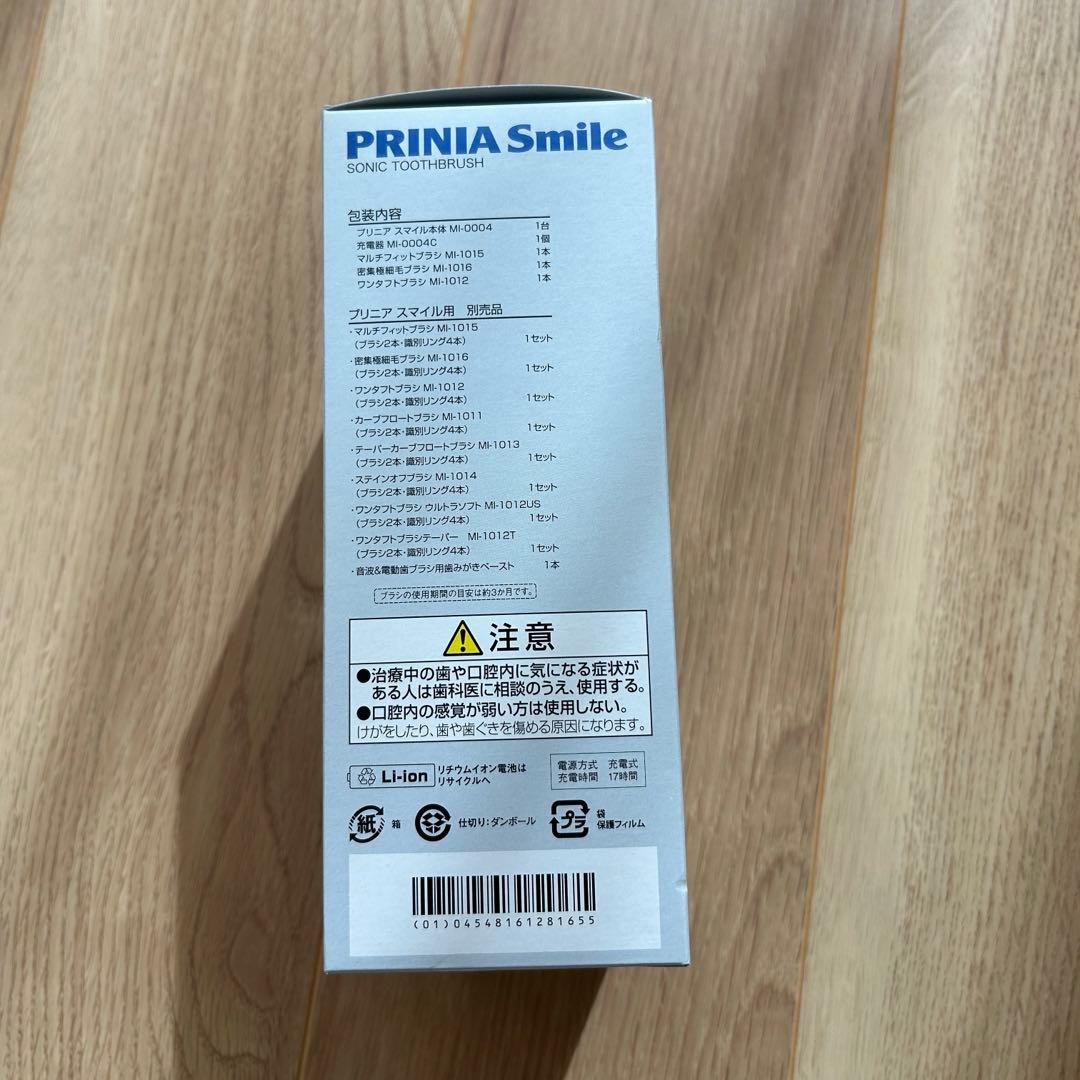 PRINIA Smile
SONIC TOOTHBRUSH
包装内容
プリニア スマイル本体 MI-0004 1台
充電器 MI-0004C 1個
マルチフィットブラシ MI-1015 1本
密集極細毛ブラシ MI-1016 1本
ワンタフトブラシ MI-1012 1本
プリニア スマイル用 別売品
・マルチフィットブラシ MI-1015
（ブラシ2本・識別リング4本） 1セット
・密集極細毛ブラシ MI-1016
（ブラシ2本・識別リング4本） 1セット
・ワンタフトブラシ MI-1012
（ブラシ2本・識別リング4本） 1セット
・カーブフロートブラシ MI-1011
（ブラシ2本・識別リング4本） 1セット
・テーパーカーブフロートブラシ MI-1013
（ブラシ2本・識別リング4本） 1セット
・ステインオフブラシ MI-1014
（ブラシ2本・識別リング4本） 1セット
・ワンタフトブラシ ウルトラソフト MI-1012US
（ブラシ2本・識別リング4本） 1セット
・ワンタフトブラシテーパー MI-1012T
（ブラシ2本・識別リング4本） 1セット
・音波&電動歯ブラシ用歯みがきペースト 1本
ブラシの使用期間の目安は約3か月です。
注意
●治療中の歯や口腔内に気になる症状が
ある人は歯科医に相談のうえ、使用する。
●口腔内の感覚が弱い方は使用しない。
けがをしたり、歯や歯ぐきを傷める原因になります。
Li-ion リチウムイオン電池は
リサイクルへ
電源方式 充電式
充電時間 17時間
紙 箱
仕切り:ダンボール
プラ 袋
保護フィルム
(01)04548161281655